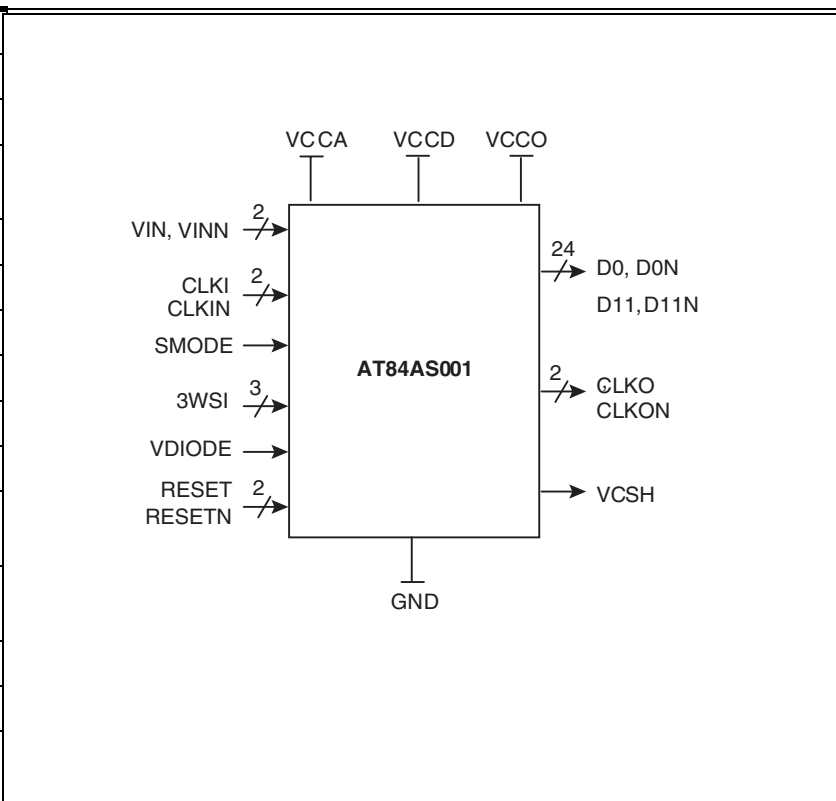 VCCA VCCD VCCO
VIN, VINN 2
24 D0, D0N
D11,D11N
CLKI 2
CLKIN
SMODE
AT84AS001
3WSI 3
2 CLKO,
CLKON
VDIODE
RESET 2
RESETN
VCSH
GND